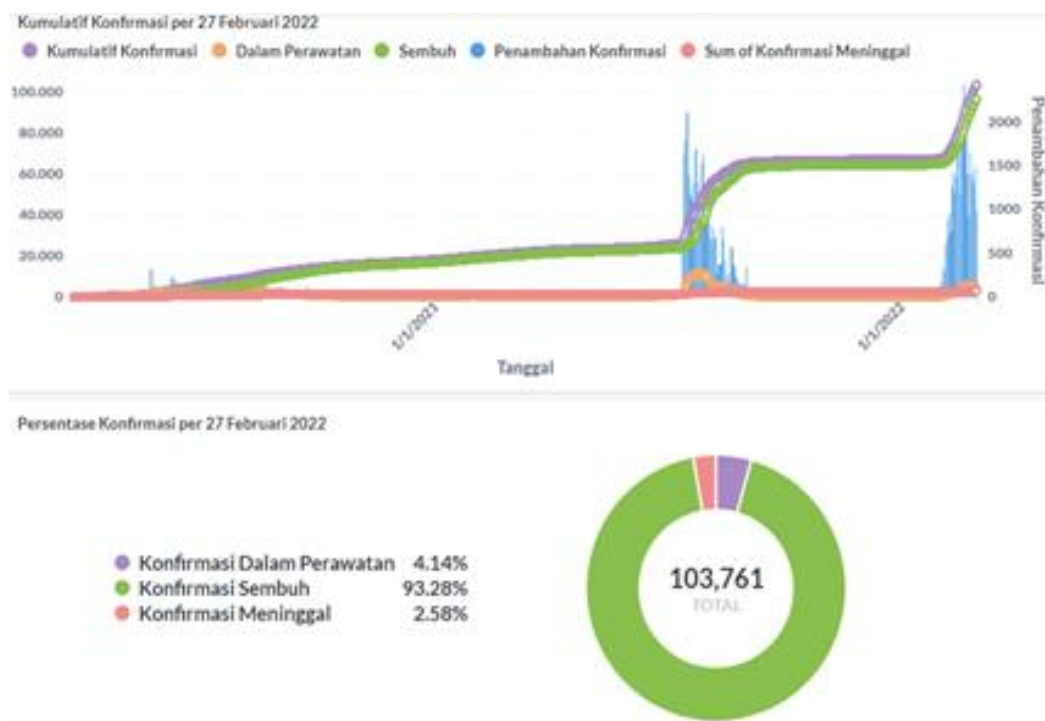 Kumulatif Konfirmasi per 27 Februari 2022
Kumulatif Konfirmasi Dalam Perawatan Sembuh Penambahan Konfirmasi Sum of Konfirmasi Meninggal
100.000
80.000
60.000
40.000
20.000
0
2000
1500
1000
500
0
Penambahan Konfirmasi
1/1/2021
1/1/2022
Tanggal
Persentase Konfirmasi per 27 Februari 2022
Konfirmasi Dalam Perawatan 4.14%
Konfirmasi Sembuh 93.28%
Konfirmasi Meninggal 2.58%
103,761
TOTAL